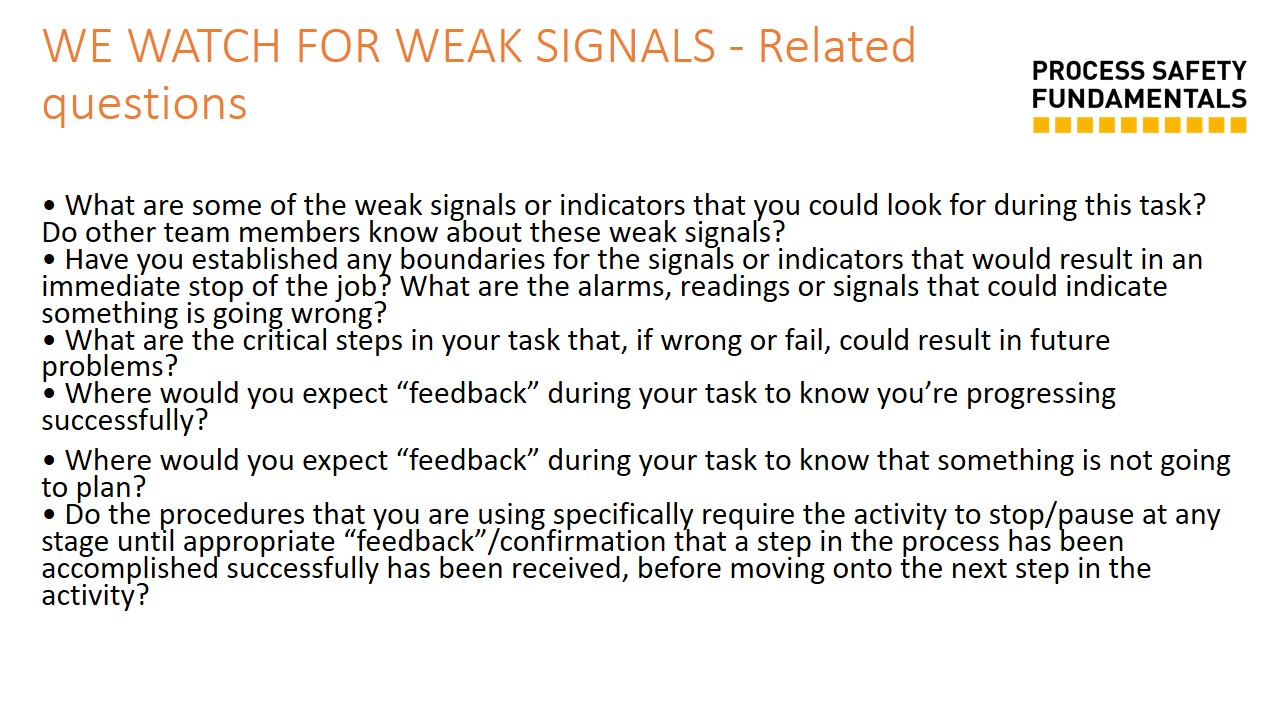 WE WATCH FOR WEAK SIGNALS - Related
questions
PROCESS SAFETY
FUNDAMENTALS
• What are some of the weak signals or indicators that you could look for during this task?
Do other team members know about these weak signals?
• Have you established any boundaries for the signals or indicators that would result in an
immediate stop of the job? What are the alarms, readings or signals that could indicate
something is going wrong?
• What are the critical steps in your task that, if wrong or fail, could result in future
problems?
• Where would you expect “feedback” during your task to know you’re progressing
successfully?
• Where would you expect “feedback” during your task to know that something is not going
to plan?
• Do the procedures that you are using specifically require the activity to stop/pause at any
stage until appropriate “feedback”/confirmation that a step in the process has been
accomplished successfully has been received, before moving onto the next step in the
activity?